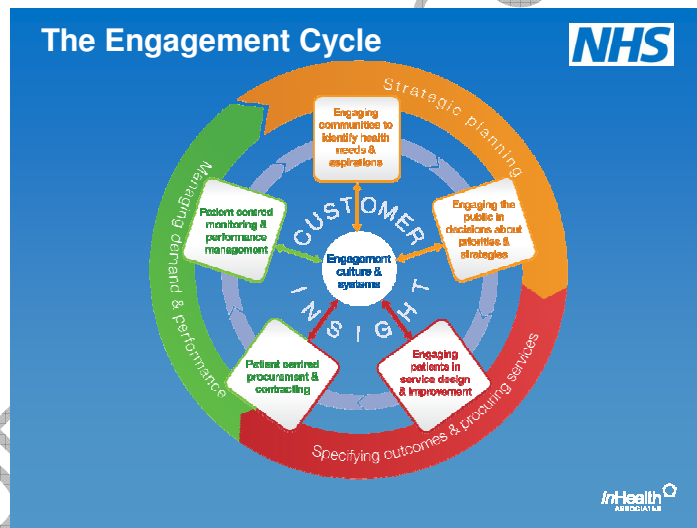 The Engagement Cycle
NHS
Strategic planning
Engaging
communities to
identify health
needs &
aspirations
Managing demand & performance
Patient centred
monitoring &
performance
management
CUSTOMER
Engaging the
public in
decisions about
priorities &
strategies
Engagement
culture &
systems
INSIGHT
Patient centred
procurement &
contracting
Engaging
patients in
service design
& improvement
Specifying outcomes & procuring services
InHealth
ASSOCIATES